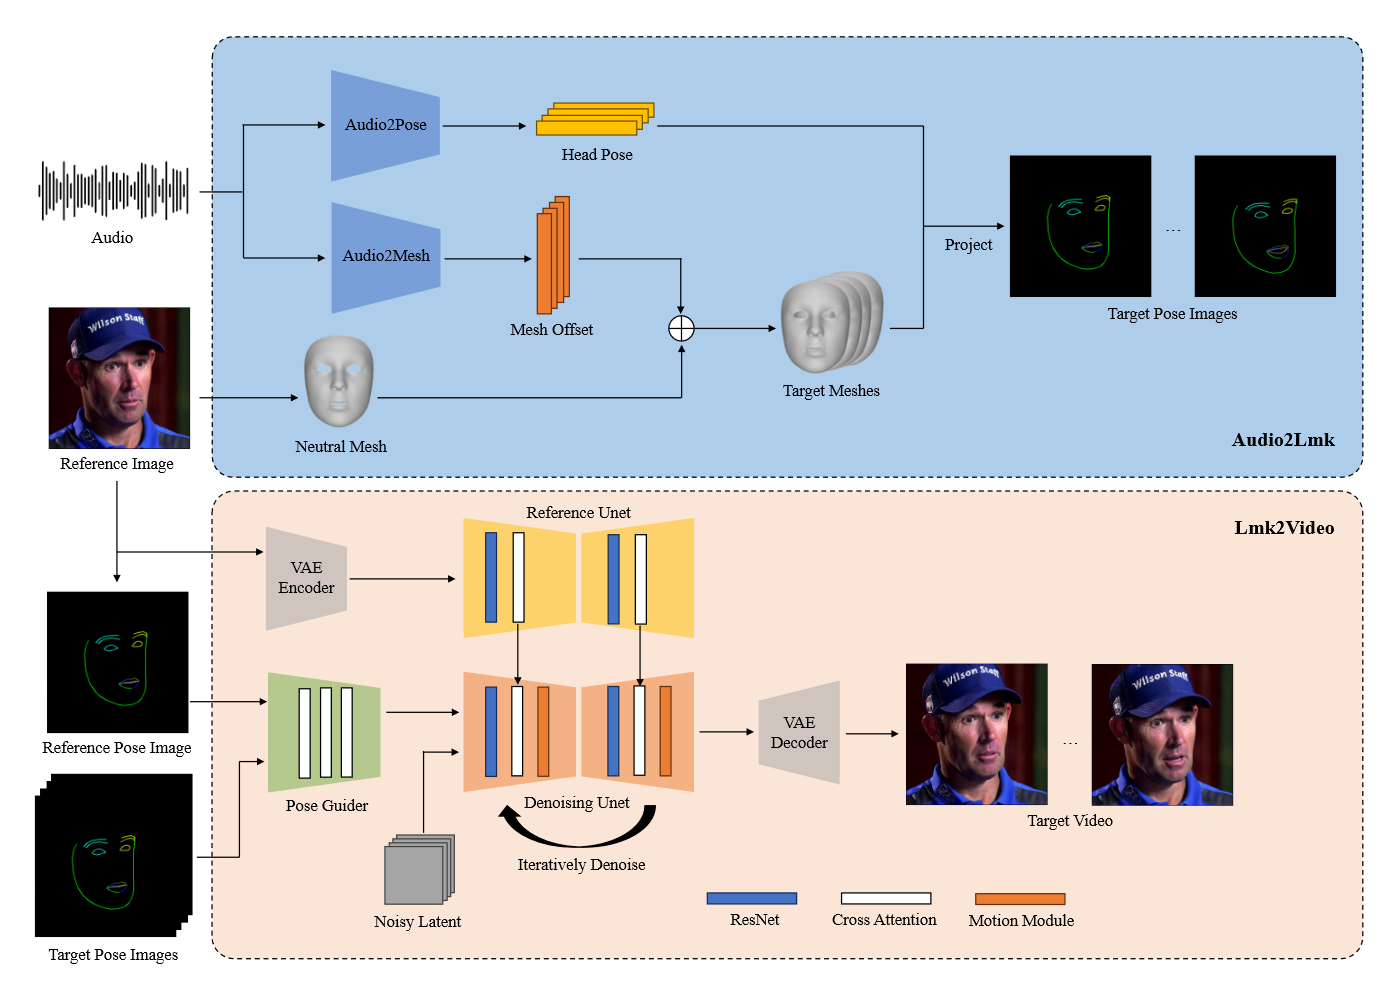 Audio
Audio2Pose
Head Pose
Audio2Mesh
Mesh Offset
Project
...
Target Pose Images
Target Meshes
Wilson Staff
Reference Image
Neutral Mesh
Audio2Lmk
Lmk2Video
Reference Unet
VAE
Encoder
Reference Pose Image
Pose Guider
Denoising Unet
Iteratively Denoise
VAE
Decoder
Wilson Staff
...
Wilson Staff
Target Video
Noisy Latent
Target Pose Images
ResNet
Cross Attention
Motion Module